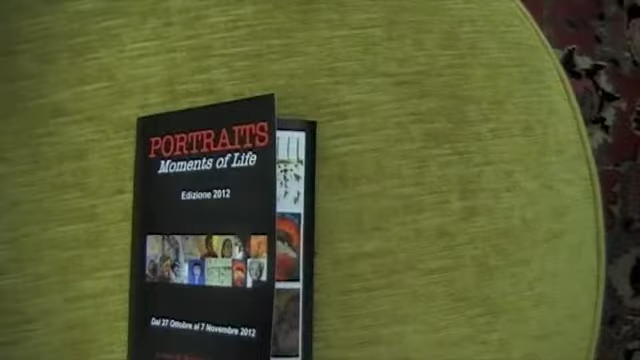 PORTRAITS
Moments of Life
Edizione 2012
Dal 27 Ottobre al 7 Novembre 2012